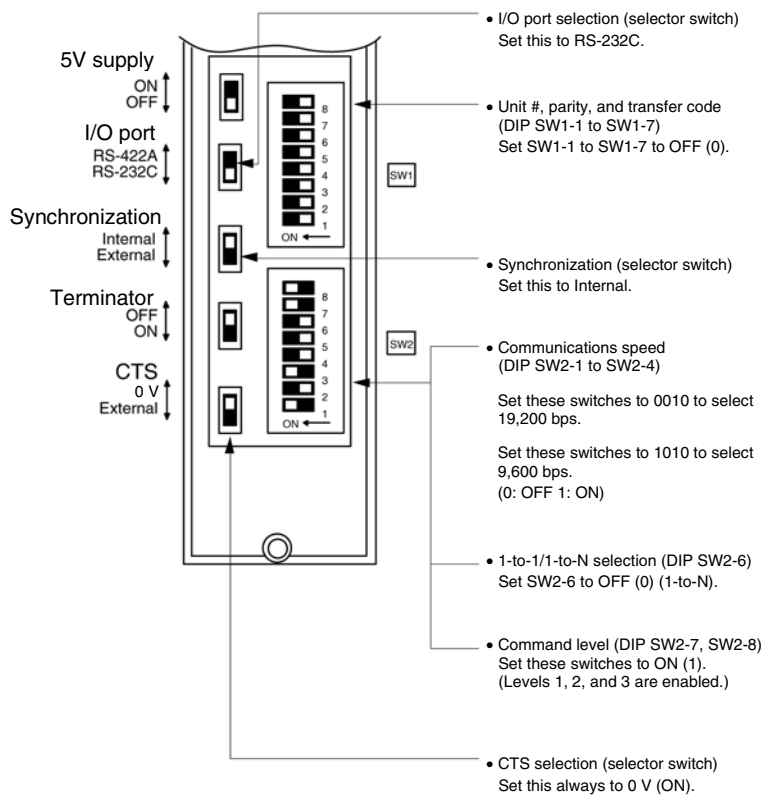 5V supply
ON
OFF
I/O port
RS-422A
RS-232C
Synchronization
Internal
External
Terminator
OFF
ON
CTS
0 V
External
8
7
6
5
4
3
2
1
ON
SW1
8
7
6
5
4
3
2
1
ON
SW2
• I/O port selection (selector switch)
Set this to RS-232C.
• Unit #, parity, and transfer code
(DIP SW1-1 to SW1-7)
Set SW1-1 to SW1-7 to OFF (0).
• Synchronization (selector switch)
Set this to Internal.
• Communications speed
(DIP SW2-1 to SW2-4)
Set these switches to 0010 to select
19,200 bps.
Set these switches to 1010 to select
9,600 bps.
(0: OFF 1: ON)
• 1-to-1/1-to-N selection (DIP SW2-6)
Set SW2-6 to OFF (0) (1-to-N).
• Command level (DIP SW2-7, SW2-8)
Set these switches to ON (1).
(Levels 1, 2, and 3 are enabled.)
• CTS selection (selector switch)
Set this always to 0 V (ON).